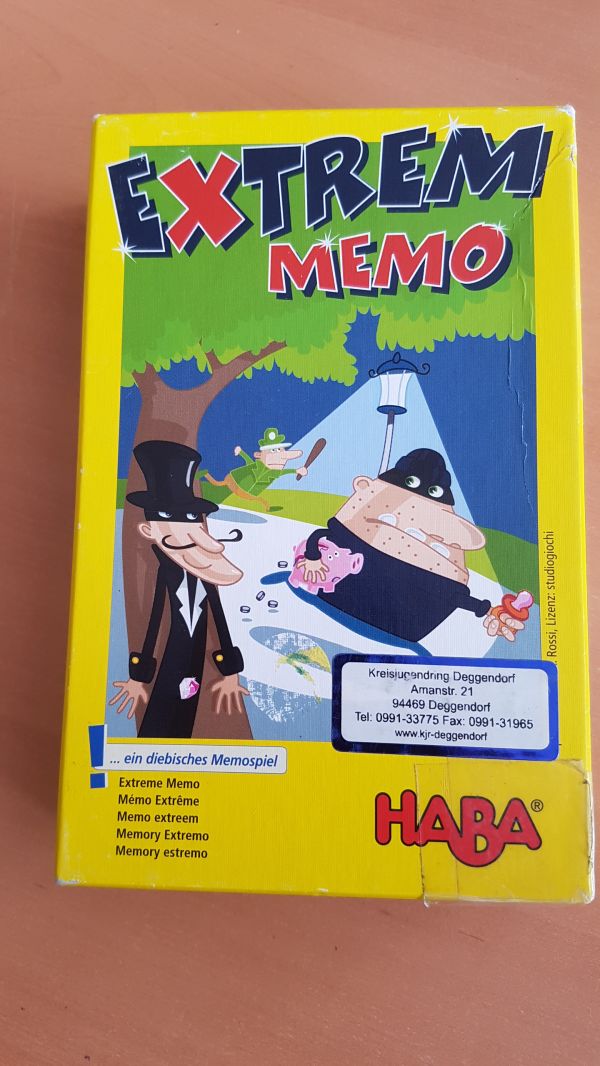 EXTREM
MEMO
Rossi, Lizenz: studiogiochi
Kreisjugendring Deggendorf
Amanstr. 21
94469 Deggendorf
Tel: 0991-33775 Fax: 0991-31965
www.kjr-deggendorf
! ... ein diebisches Memospiel
Extreme Memo
Mémo Extrême
Memo extreem
Memory Extremo
Memory estremo
HABA®